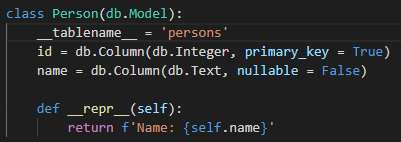 class Person(db.Model):
    __tablename__ = 'persons'
    id = db.Column(db.Integer, primary_key = True)
    name = db.Column(db.Text, nullable = False)

    def __repr__(self):
        return f'Name: {self.name}'